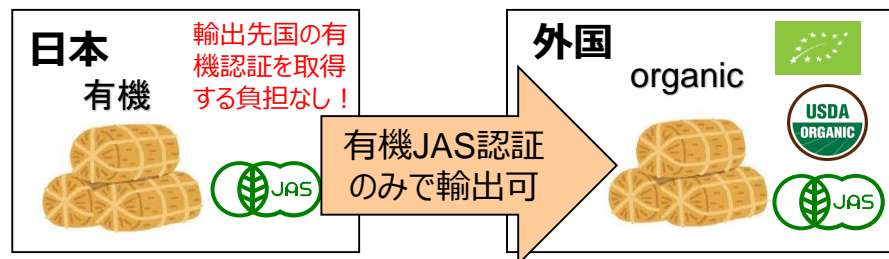 日本
有機
輸出先国の有
機認証を取得
する負担なし！
JAS
有機JAS認証
のみで輸出可
外国
organic
USDA
ORGANIC
JAS